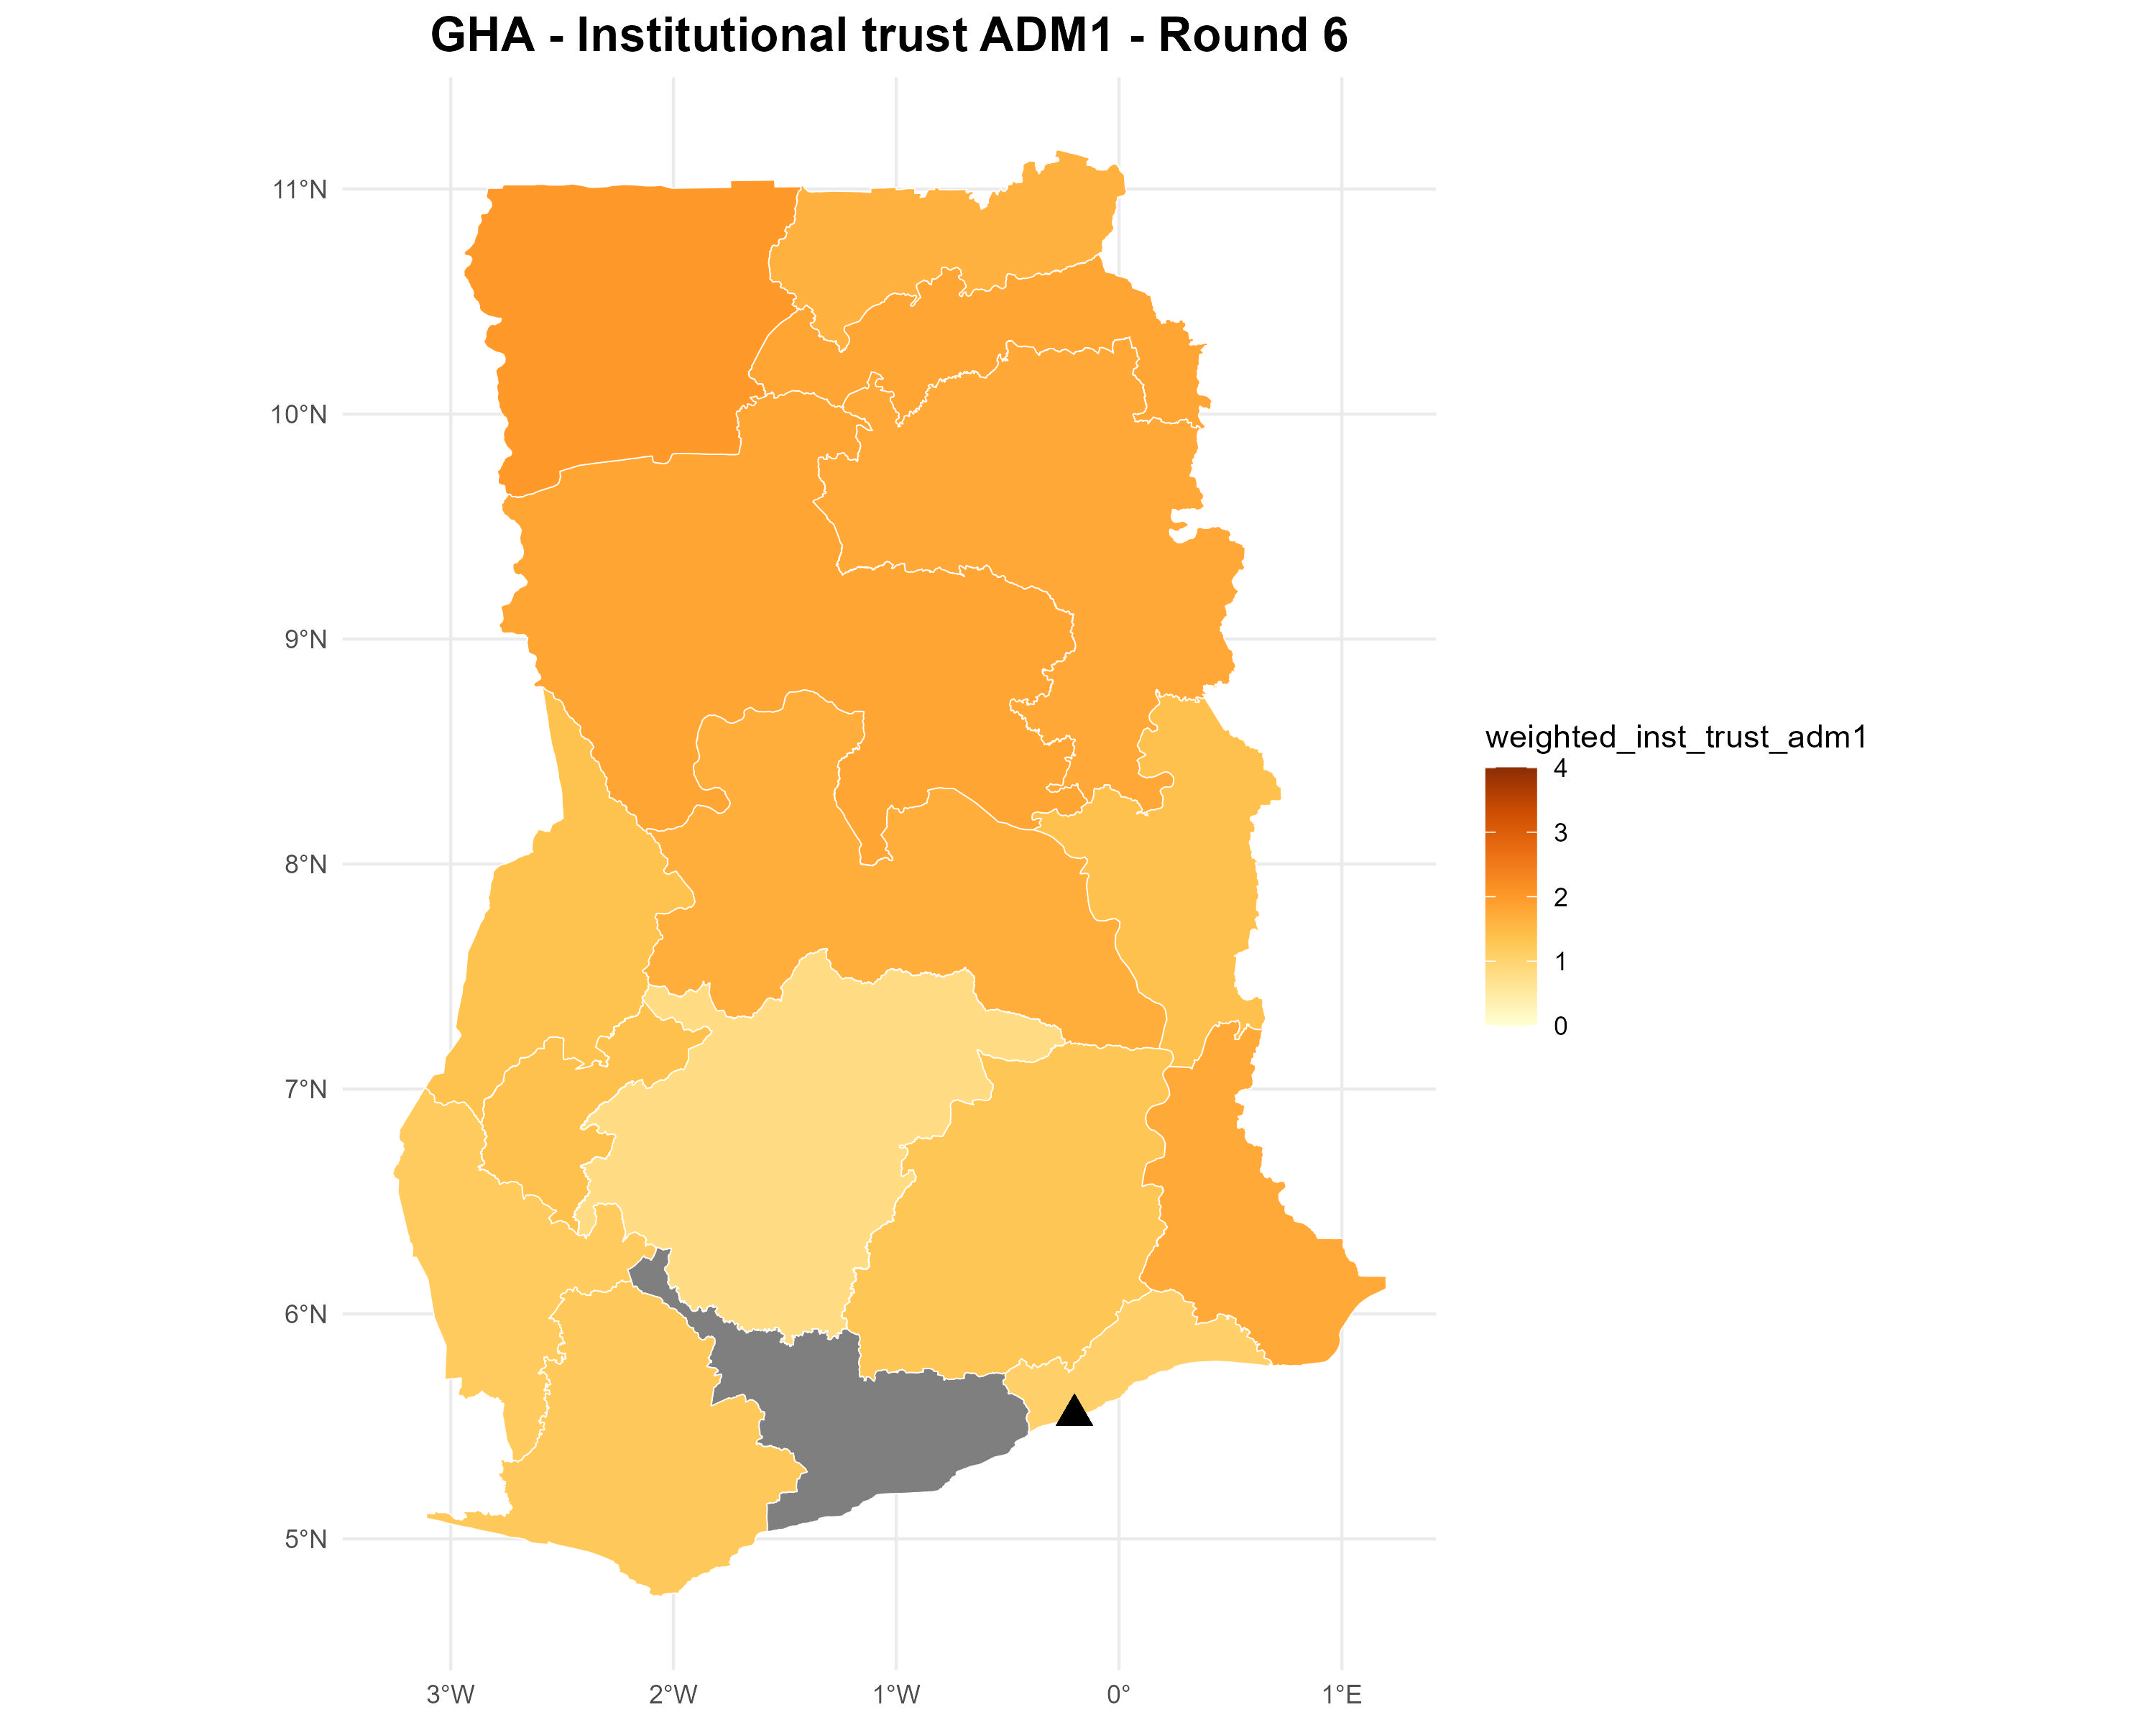 GHA - Institutional trust ADM1 - Round 6
11°N
10°N
9°N
8°N
7°N
6°N
5°N
3°W
2°W
1°W
0°
1°E
weighted_inst_trust_adm1
4
3
2
1
0